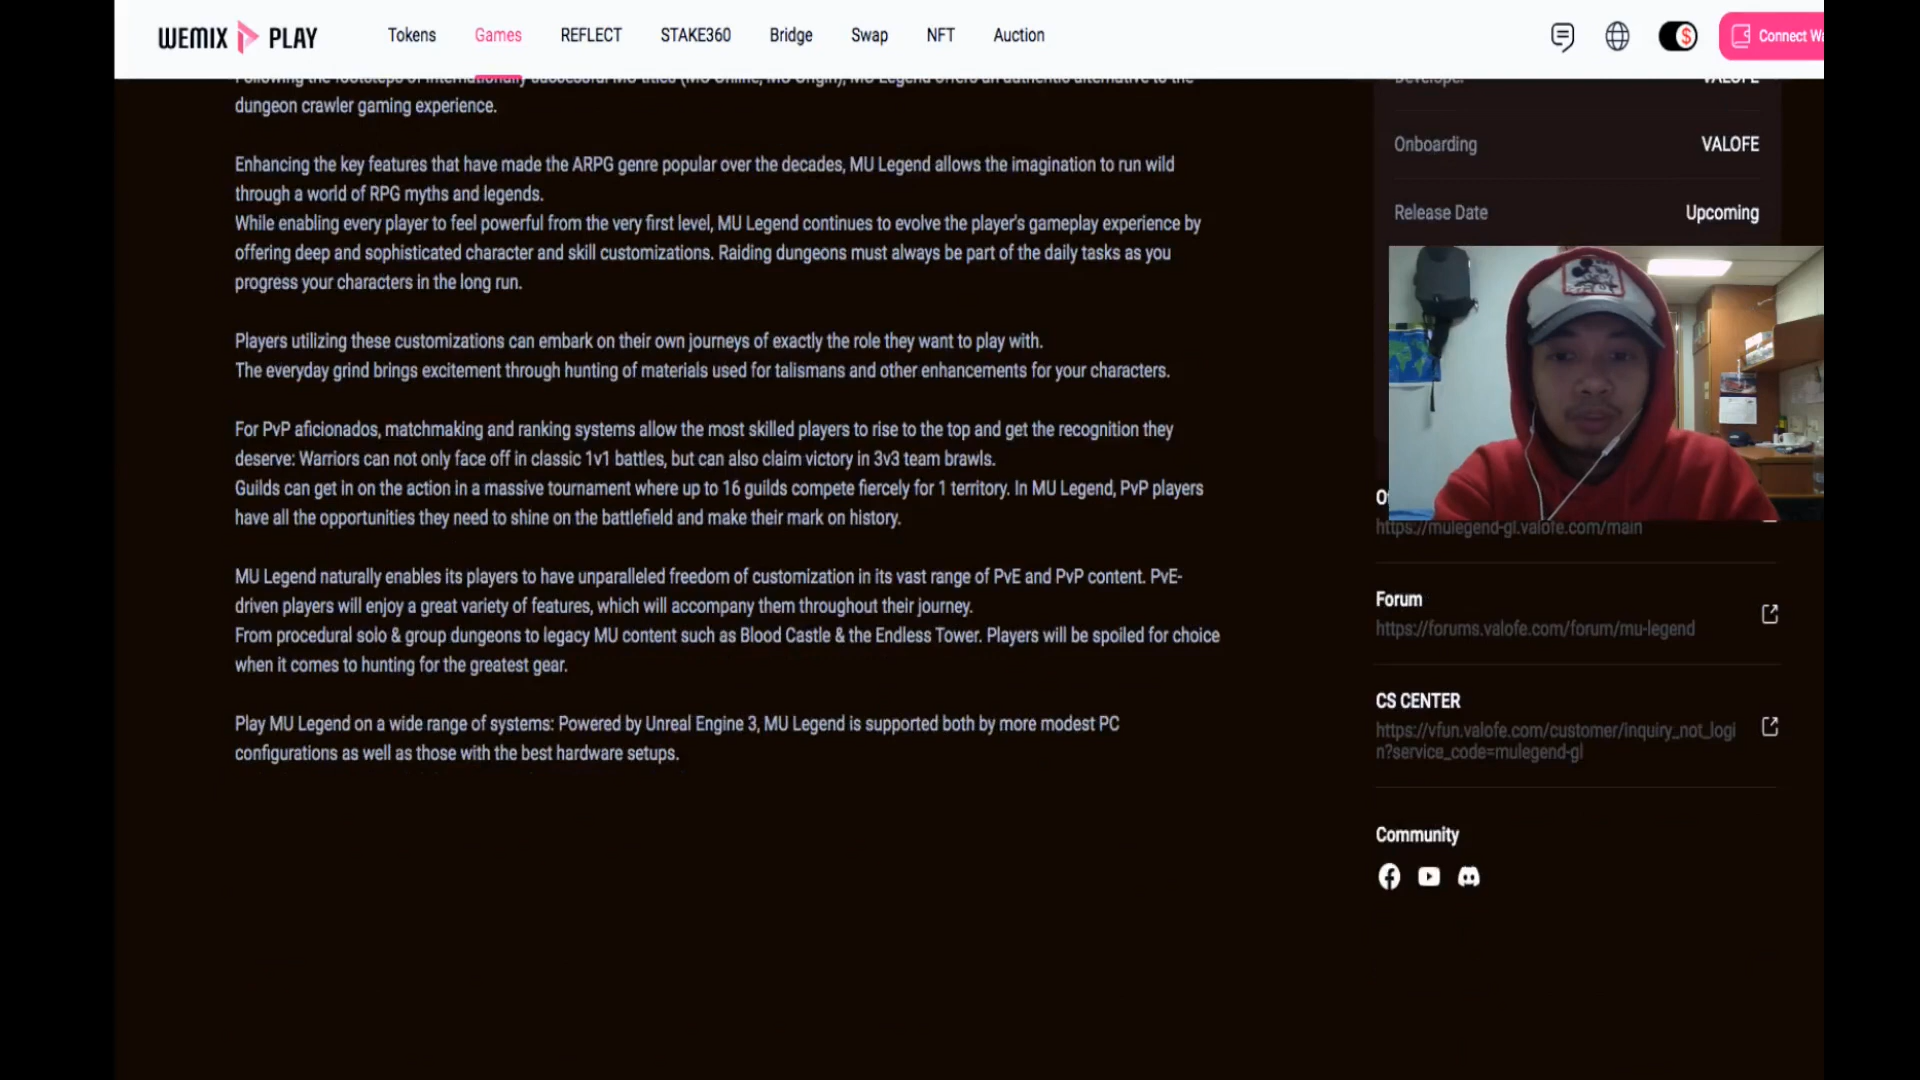 WEMIX PLAY
Tokens
Games
REFLECT
STAKE360
Bridge
Swap
NFT
Auction
Connect Wa
Following the footsteps of internationally successful MU titles (MU Online, MU Origin), MU Legend offers an authentic alternative to the
dungeon crawler gaming experience.
Enhancing the key features that have made the ARPG genre popular over the decades, MU Legend allows the imagination to run wild
through a world of RPG myths and legends.
While enabling every player to feel powerful from the very first level, MU Legend continues to evolve the player's gameplay experience by
offering deep and sophisticated character and skill customizations. Raiding dungeons must always be part of the daily tasks as you
progress your characters in the long run.
Players utilizing these customizations can embark on their own journeys of exactly the role they want to play with.
The everyday grind brings excitement through hunting of materials used for talismans and other enhancements for your characters.
For PvP aficionados, matchmaking and ranking systems allow the most skilled players to rise to the top and get the recognition they
deserve: Warriors can not only face off in classic 1v1 battles, but can also claim victory in 3v3 team brawls.
Guilds can get in on the action in a massive tournament where up to 16 guilds compete fiercely for 1 territory. In MU Legend, PvP players
have all the opportunities they need to shine on the battlefield and make their mark on history.
MU Legend naturally enables its players to have unparalleled freedom of customization in its vast range of PvE and PvP content. PvE-
driven players will enjoy a great variety of features, which will accompany them throughout their journey.
From procedural solo & group dungeons to legacy MU content such as Blood Castle & the Endless Tower. Players will be spoiled for choice
when it comes to hunting for the greatest gear.
Play MU Legend on a wide range of systems: Powered by Unreal Engine 3, MU Legend is supported both by more modest PC
configurations as well as those with the best hardware setups.
Developer VALOFE
Onboarding VALOFE
Release Date Upcoming
https://mulegend-gl.valofe.com/main
Forum
https://forums.valofe.com/forum/mu-legend
CS CENTER
https://vfun.valofe.com/customer/inquiry_not_logi
n?service_code=mulegend-gl
Community